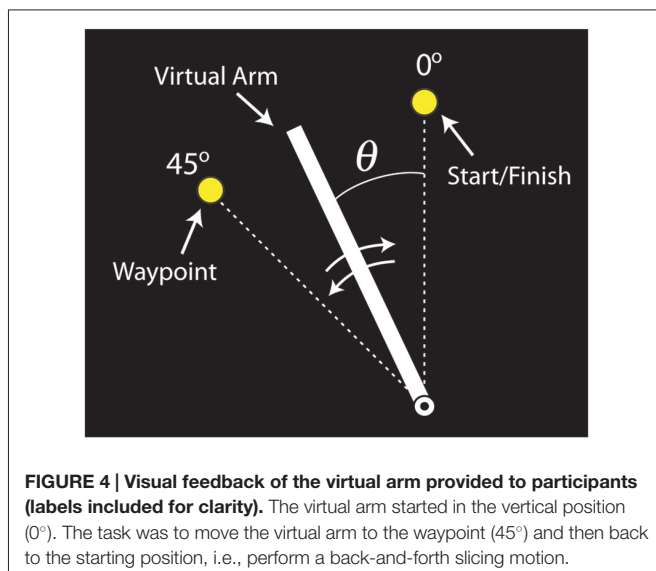 0°
Virtual Arm
θ
45°
Start/Finish
Waypoint
FIGURE 4 | Visual feedback of the virtual arm provided to participants
(labels included for clarity). The virtual arm started in the vertical position
(0°). The task was to move the virtual arm to the waypoint (45°) and then back
to the starting position, i.e., perform a back-and-forth slicing motion.